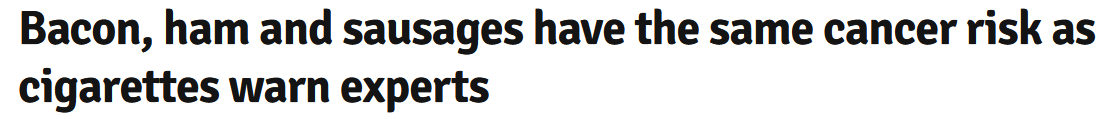 Bacon, ham and sausages have the same cancer risk as
cigarettes warn experts